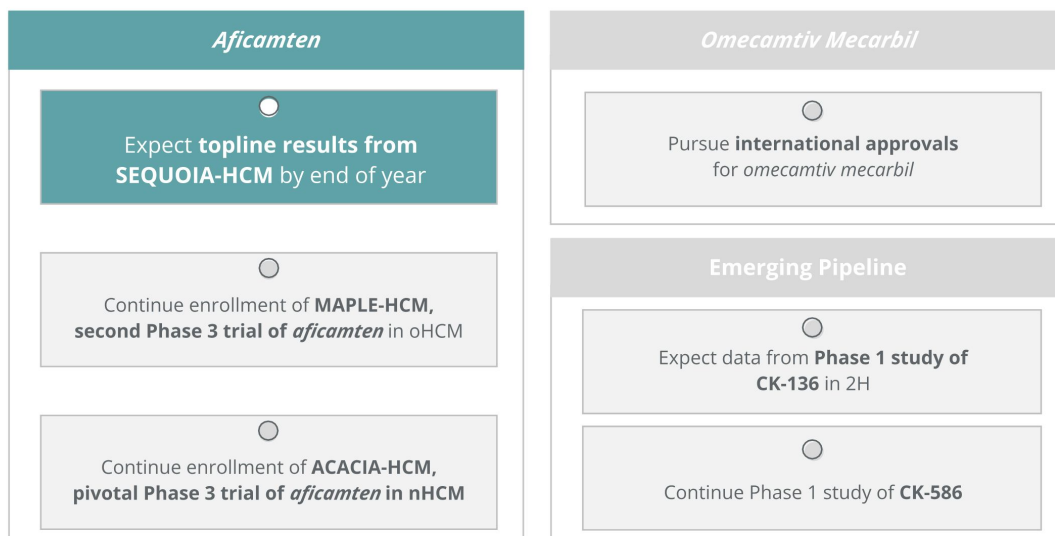 Aficamten
Expect topline results from
SEQUOIA-HCM by end of year
Continue enrollment of MAPLE-HCM,
second Phase 3 trial of aficamten in oHCM
Continue enrollment of ACACIA-HCM,
pivotal Phase 3 trial of aficamten in nHCM
Omecamtiv Mecarbil
Pursue international approvals
for omecamtiv mecarbil
Emerging Pipeline
Expect data from Phase 1 study of
CK-136 in 2H
Continue Phase 1 study of CK-586